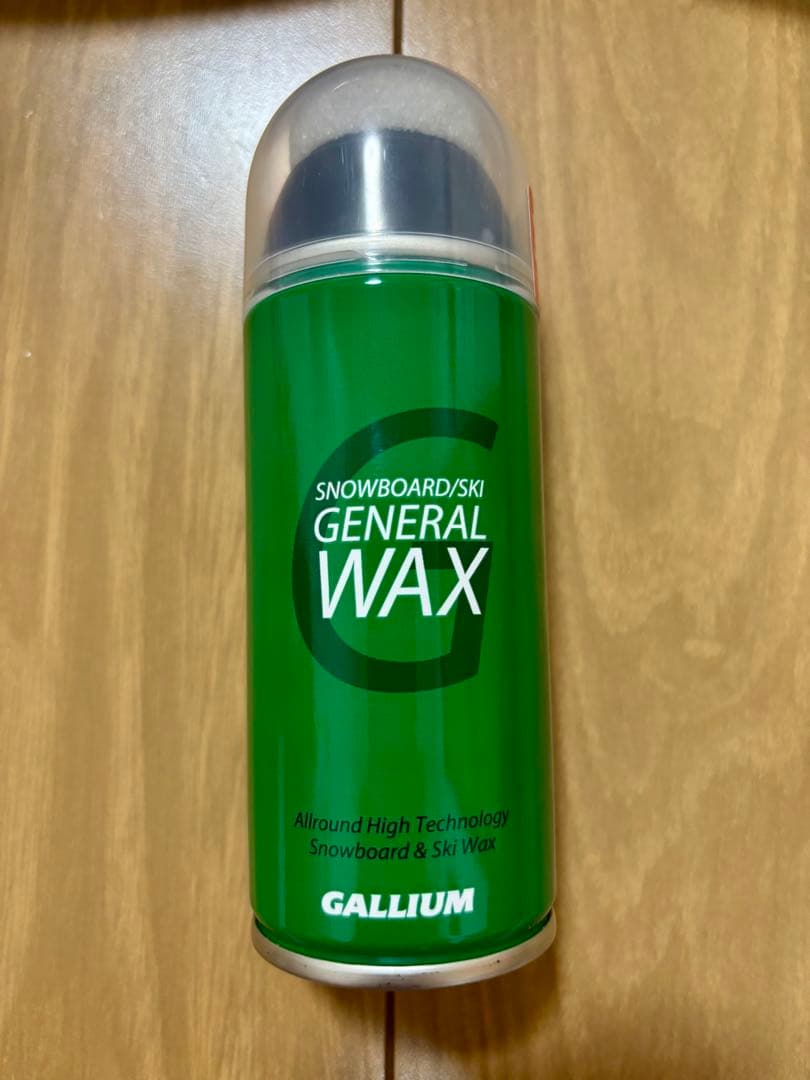 G
SNOWBOARD/SKI
GENERAL
WAX
Allround High Technology
Snowboard & Ski Wax
GALLIUM